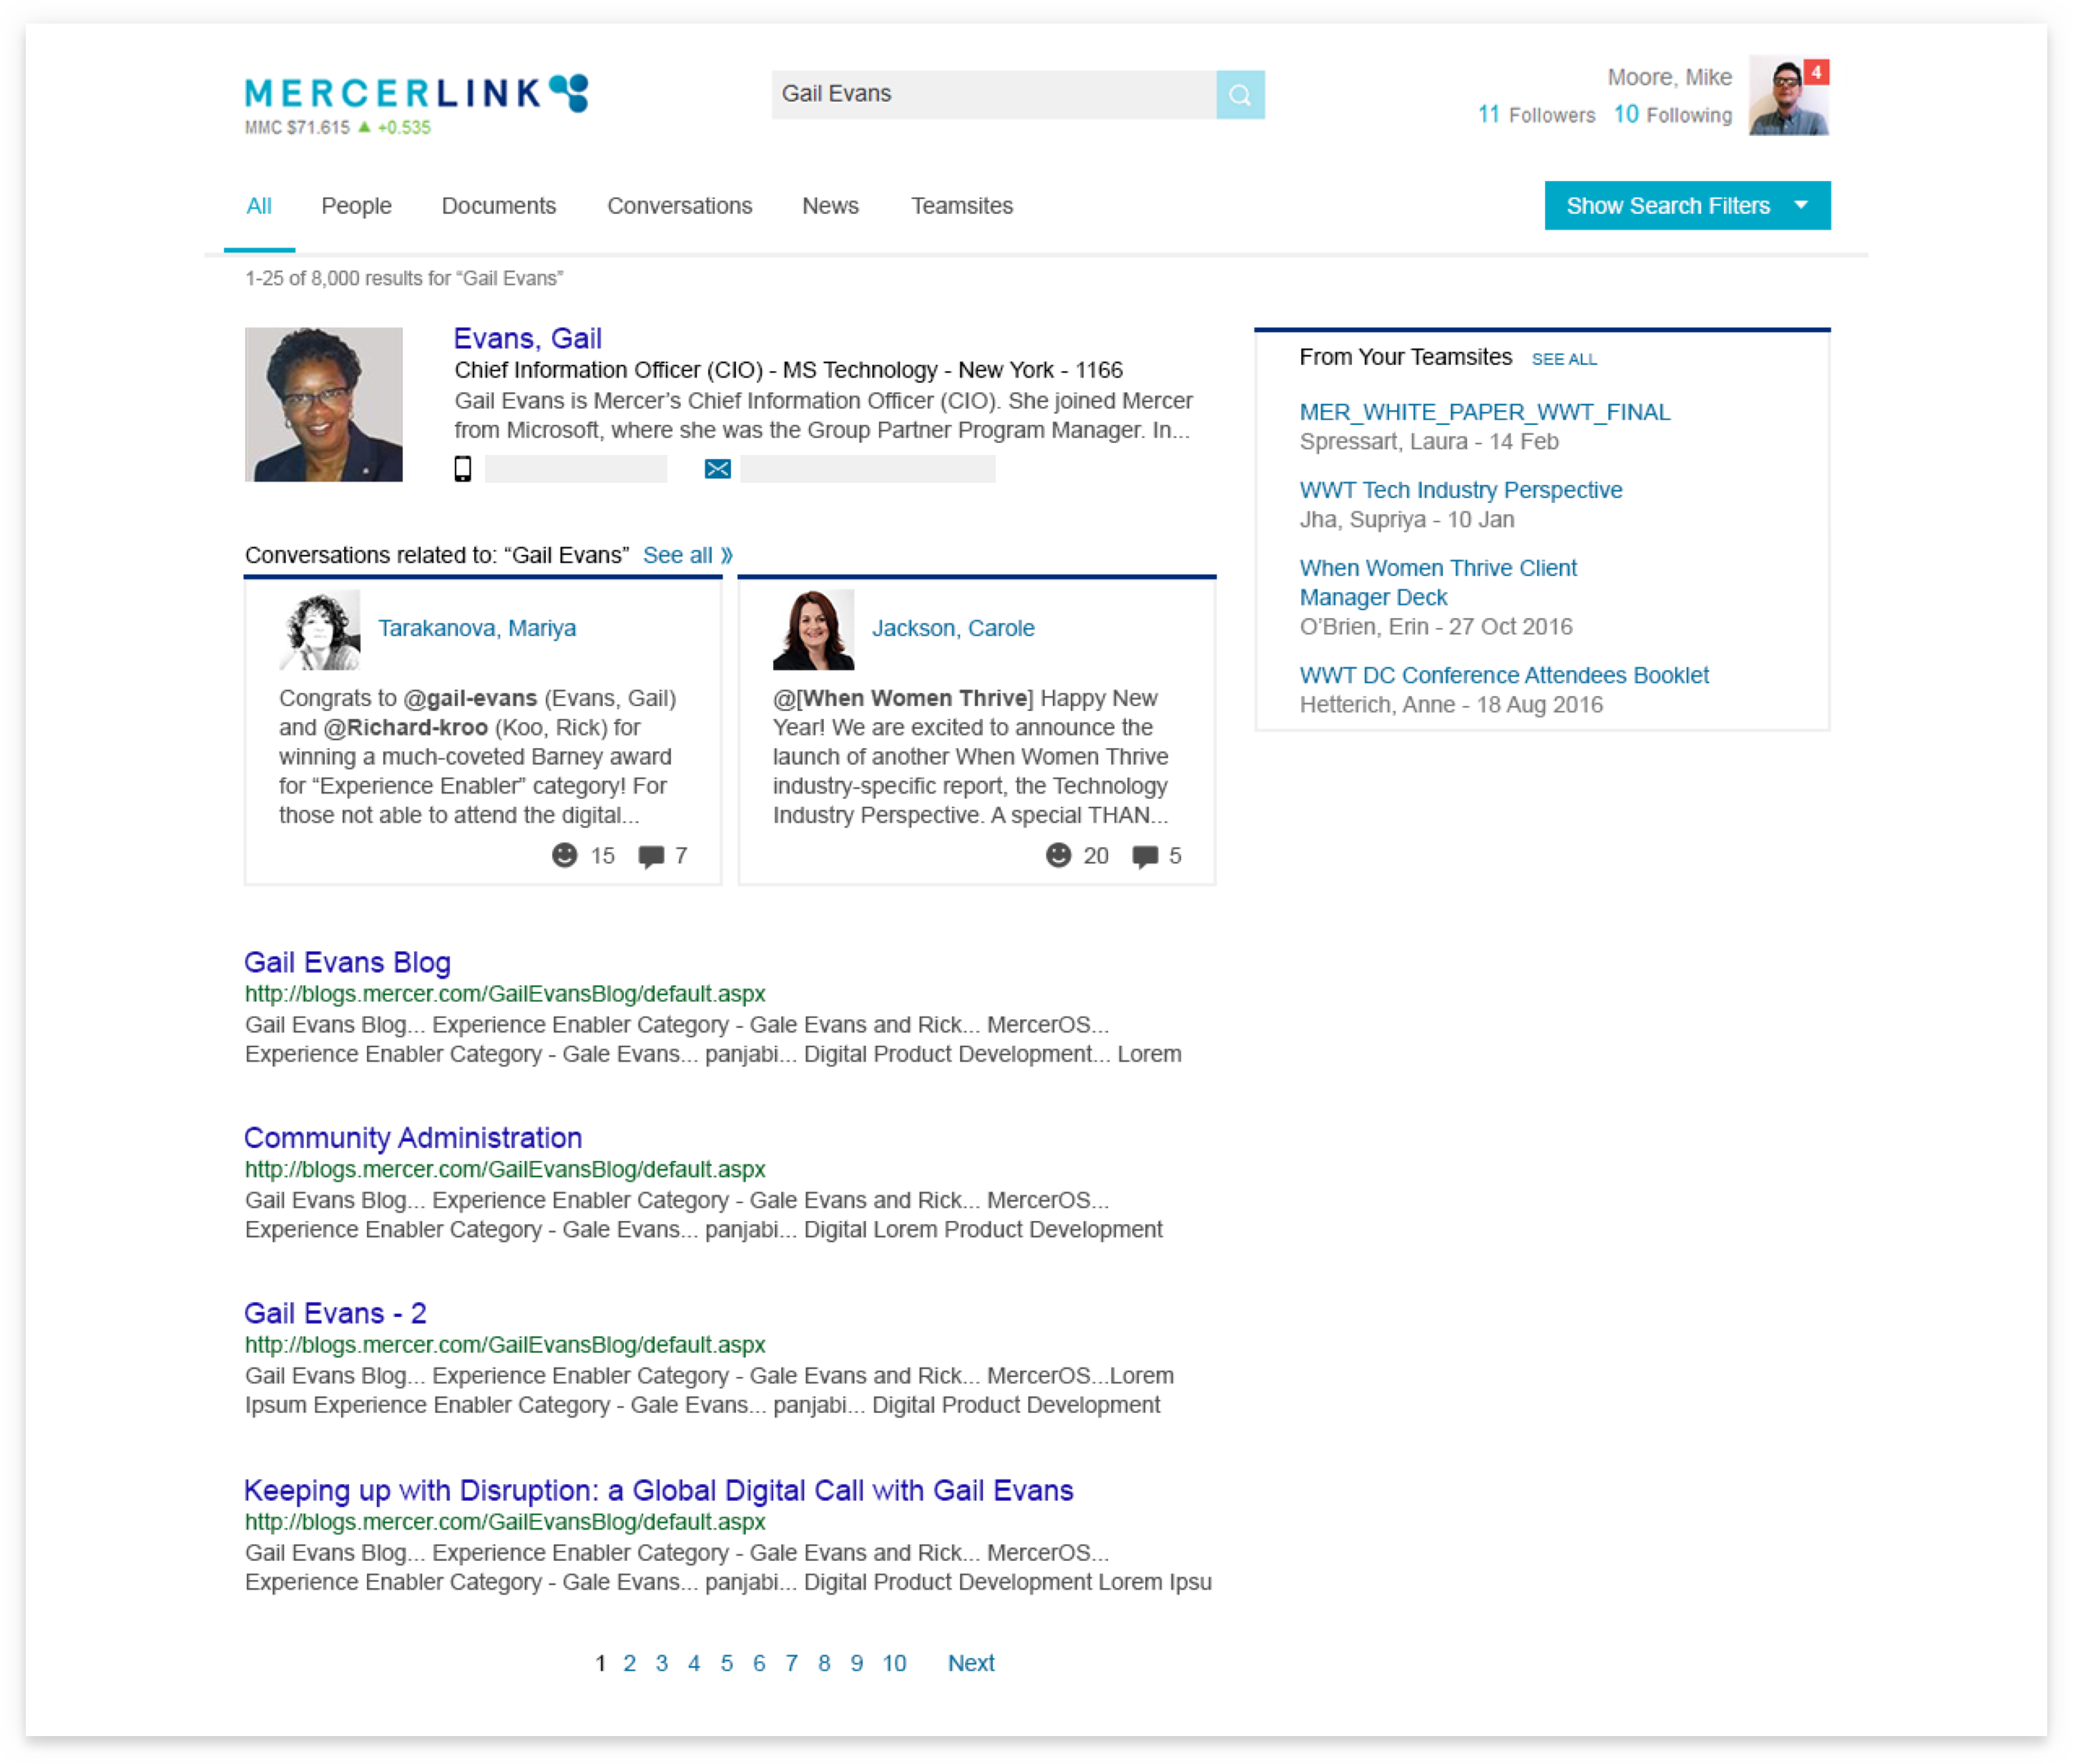 MERCERLINK
MMC $71.615 ▲ +0.535
Gail Evans
Moore, Mike
4
11 Followers 10 Following
All People Documents Conversations News Teamsites
Show Search Filters
1-25 of 8,000 results for “Gail Evans”
Evans, Gail
Chief Information Officer (CIO) - MS Technology - New York - 1166
Gail Evans is Mercer’s Chief Information Officer (CIO). She joined Mercer
from Microsoft, where she was the Group Partner Program Manager. In...
Conversations related to: “Gail Evans” See all »
Tarakanova, Mariya
Congrats to @gail-evans (Evans, Gail)
and @Richard-kroo (Koo, Rick) for
winning a much-coveted Barney award
for “Experience Enabler” category! For
those not able to attend the digital...
15 7
Jackson, Carole
@[When Women Thrive] Happy New
Year! We are excited to announce the
launch of another When Women Thrive
industry-specific report, the Technology
Industry Perspective. A special THAN...
20 5
From Your Teamsites SEE ALL
MER_WHITE_PAPER_WWT_FINAL
Spressart, Laura - 14 Feb
WWT Tech Industry Perspective
Jha, Supriya - 10 Jan
When Women Thrive Client
Manager Deck
O’Brien, Erin - 27 Oct 2016
WWT DC Conference Attendees Booklet
Hetterich, Anne - 18 Aug 2016
Gail Evans Blog
http://blogs.mercer.com/GailEvansBlog/default.aspx
Gail Evans Blog... Experience Enabler Category - Gale Evans and Rick... MercerOS...
Experience Enabler Category - Gale Evans... panjabi... Digital Product Development... Lorem
Community Administration
http://blogs.mercer.com/GailEvansBlog/default.aspx
Gail Evans Blog... Experience Enabler Category - Gale Evans and Rick... MercerOS...
Experience Enabler Category - Gale Evans... panjabi... Digital Lorem Product Development
Gail Evans - 2
http://blogs.mercer.com/GailEvansBlog/default.aspx
Gail Evans Blog... Experience Enabler Category - Gale Evans and Rick... MercerOS...Lorem
Ipsum Experience Enabler Category - Gale Evans... panjabi... Digital Product Development
Keeping up with Disruption: a Global Digital Call with Gail Evans
http://blogs.mercer.com/GailEvansBlog/default.aspx
Gail Evans Blog... Experience Enabler Category - Gale Evans and Rick... MercerOS...
Experience Enabler Category - Gale Evans... panjabi... Digital Product Development Lorem Ipsu
1 2 3 4 5 6 7 8 9 10 Next